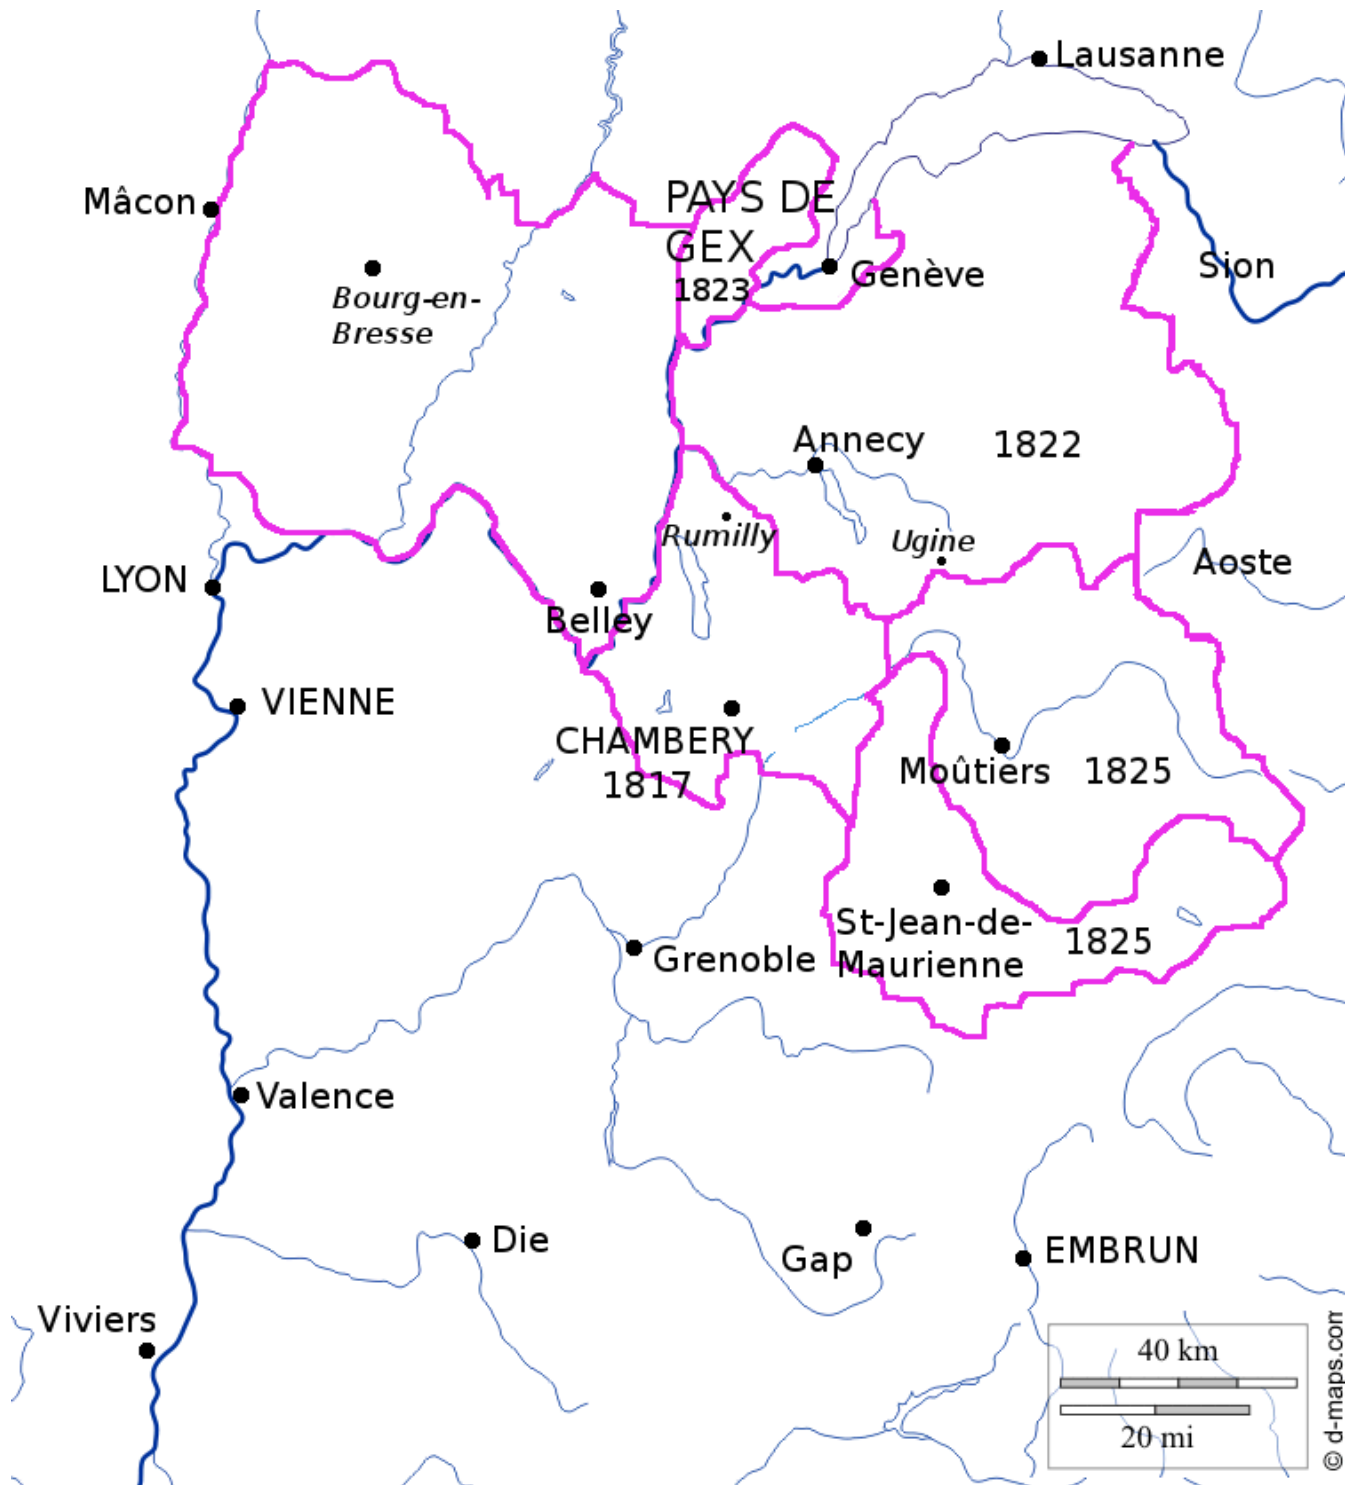 Lausanne
Mâcon
PAYS DE
GEX
1823
Genève
Sion
Bourg-en-
Bresse
Annecy
1822
Rumilly
Ugine
Aoste
LYON
Belley
VIENNE
CHAMBERY
1817
Moûtiers
1825
St-Jean-de-
Maurienne
1825
Grenoble
Valence
Die
Gap
EMBRUN
Viviers
40 km
20 mi
© d-maps.com